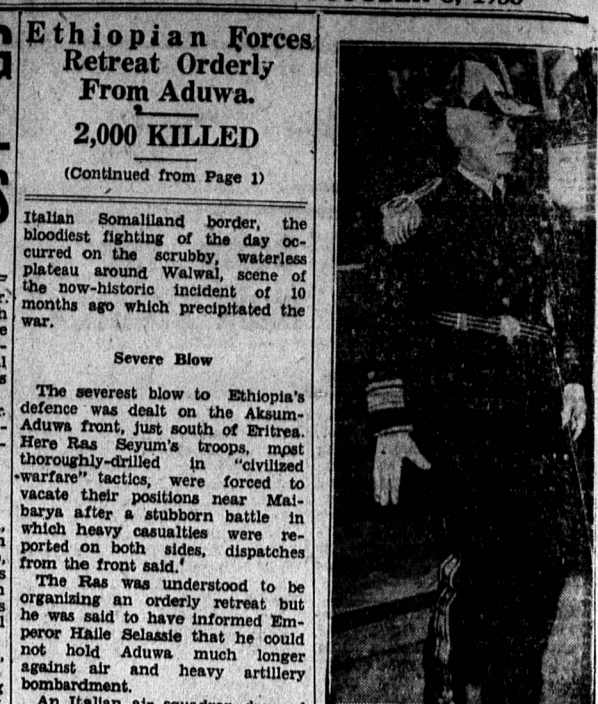 Ethiopian Forces
Retreat Orderly
From Aduwa.
2,000 KILLED
(Continued from Page 1)
Italian Somaliland border, the
bloodiest fighting of the day oc-
curred on the scrubby, waterless
plateau around Walwal, scene of
the now-historic incident of 10
months ago which precipitated the
war.
Severe Blow
The severest blow to Ethiopia's
defence was dealt on the Aksum-
Aduwa front, just south of Eritrea.
Here Ras Seyum's troops, most
thoroughly-drilled in "civilized
warfare" tactics, were forced to
vacate their positions near Mai-
barya after a stubborn battle in
which heavy casualties were re-
ported on both sides, dispatches
from the front said.
The Ras was understood to be
organizing an orderly retreat but
he was said to have informed Em-
peror Haile Selassie that he could
not hold Aduwa much longer
against air and heavy artillery
bombardment.
An Italian air